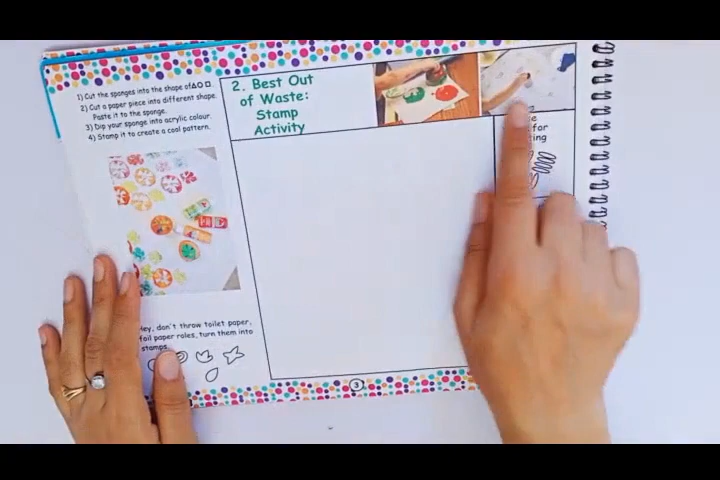 1) Cut the sponges into the shape of △ ○ □.
2) Cut a paper piece into different shape.
Paste it to the sponge.
3) Dip your sponge into acrylic colour.
4) Stamp it to create a cool pattern.
2. Best Out
of Waste:
Stamp
Activity
for
Hey, don't throw toilet paper,
foil paper roles, turn them into
stamps
3